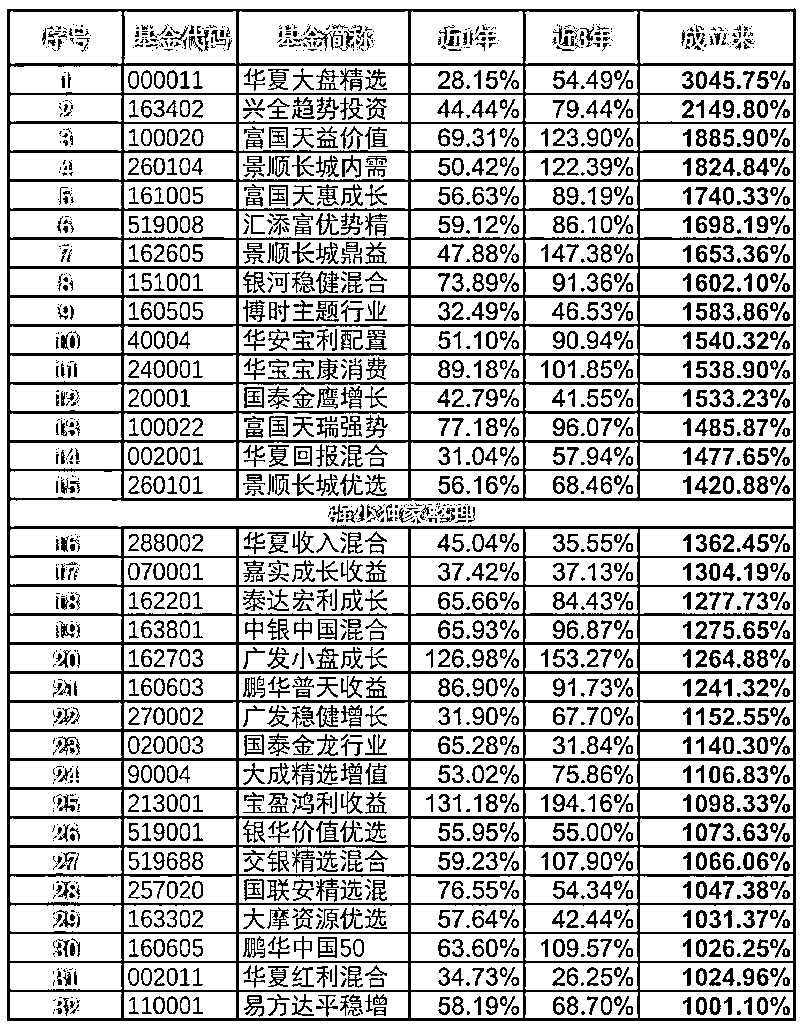 序号 基金代码 基金简称 近1年 近3年 成立来
1 000011 华夏大盘精选 28.15% 54.49% 3045.75%
2 163402 兴全趋势投资 44.44% 79.44% 2149.80%
3 100020 富国天益价值 69.31% 123.90% 1885.90%
4 260104 景顺长城内需 50.42% 122.39% 1824.84%
5 161005 富国天惠成长 56.63% 89.19% 1740.33%
6 519008 汇添富优势精 59.12% 86.10% 1698.19%
7 162605 景顺长城鼎益 47.88% 147.38% 1653.36%
8 151001 银河稳健混合 73.89% 91.36% 1602.10%
9 160505 博时主题行业 32.49% 46.53% 1583.86%
10 40004 华安宝利配置 51.10% 90.94% 1540.32%
11 240001 华宝宝康消费 89.18% 101.85% 1538.90%
12 20001 国泰金鹰增长 42.79% 41.55% 1533.23%
13 100022 富国天瑞强势 77.18% 96.07% 1485.87%
14 002001 华夏回报混合 31.04% 57.94% 1477.65%
15 260101 景顺长城优选 56.16% 68.46% 1420.88%
独家整理
16 288002 华夏收入混合 45.04% 35.55% 1362.45%
17 070001 嘉实成长收益 37.42% 37.13% 1304.19%
18 162201 泰达宏利成长 65.66% 84.43% 1277.73%
19 163801 中银中国混合 65.93% 96.87% 1275.65%
20 162703 广发小盘成长 126.98% 153.27% 1264.88%
21 160603 鹏华普天收益 86.90% 91.73% 1241.32%
22 270002 广发稳健增长 31.90% 67.70% 1152.55%
23 020003 国泰金龙行业 65.28% 31.84% 1140.30%
24 90004 大成精选增值 53.02% 75.86% 1106.83%
25 213001 宝盈鸿利收益 131.18% 194.16% 1098.33%
26 519001 银华价值优选 55.95% 55.00% 1073.63%
27 519688 交银精选混合 59.23% 107.90% 1066.06%
28 257020 国联安精选混 76.55% 54.34% 1047.38%
29 163302 大摩资源优选 57.64% 42.44% 1031.37%
30 160605 鹏华中国50 63.60% 109.57% 1026.25%
31 002011 华夏红利混合 34.73% 26.25% 1024.96%
32 110001 易方达平稳增 58.19% 68.70% 1001.10%